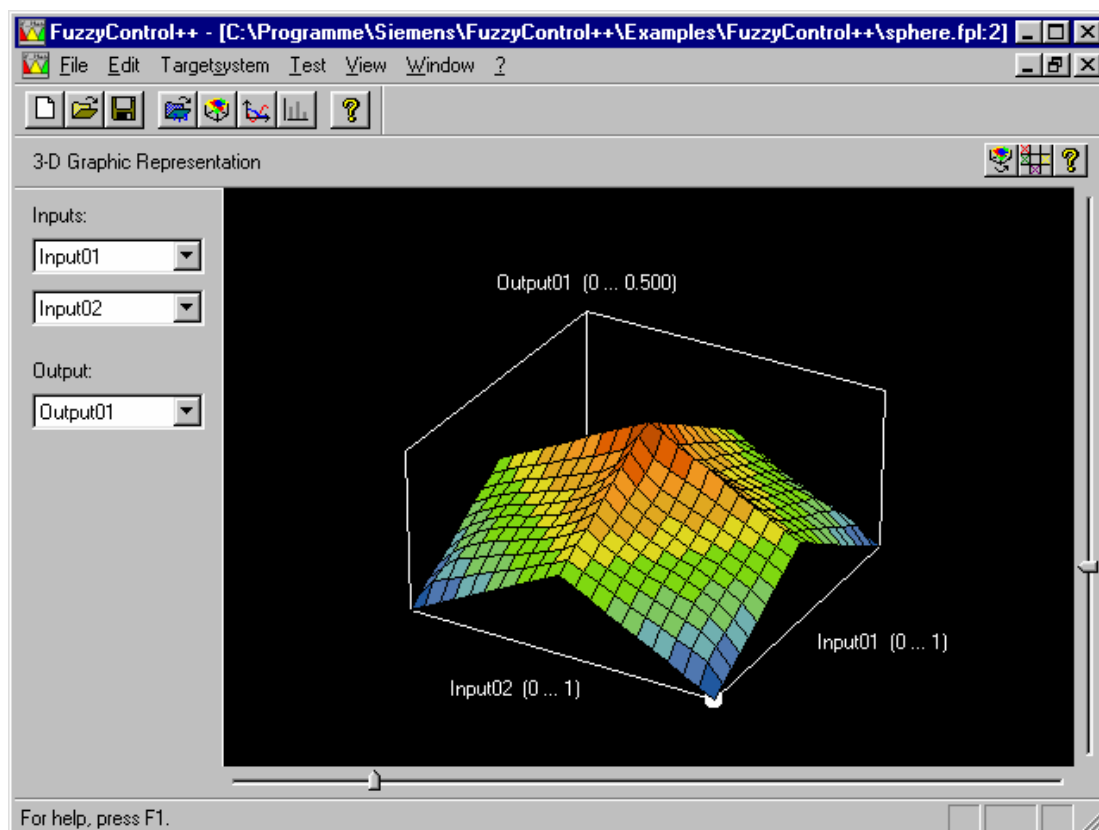 FuzzyControl++ - [C:\Programme\Siemens\FuzzyControl++\Examples\FuzzyControl++\sphere.fpl:2]
File Edit Targetsystem Test View Window ?
3-D Graphic Representation
Inputs:
Input01
Input02
Output:
Output01
Output01 (0 ... 0.500)
Input01 (0 ... 1)
Input02 (0 ... 1)
For help, press F1.